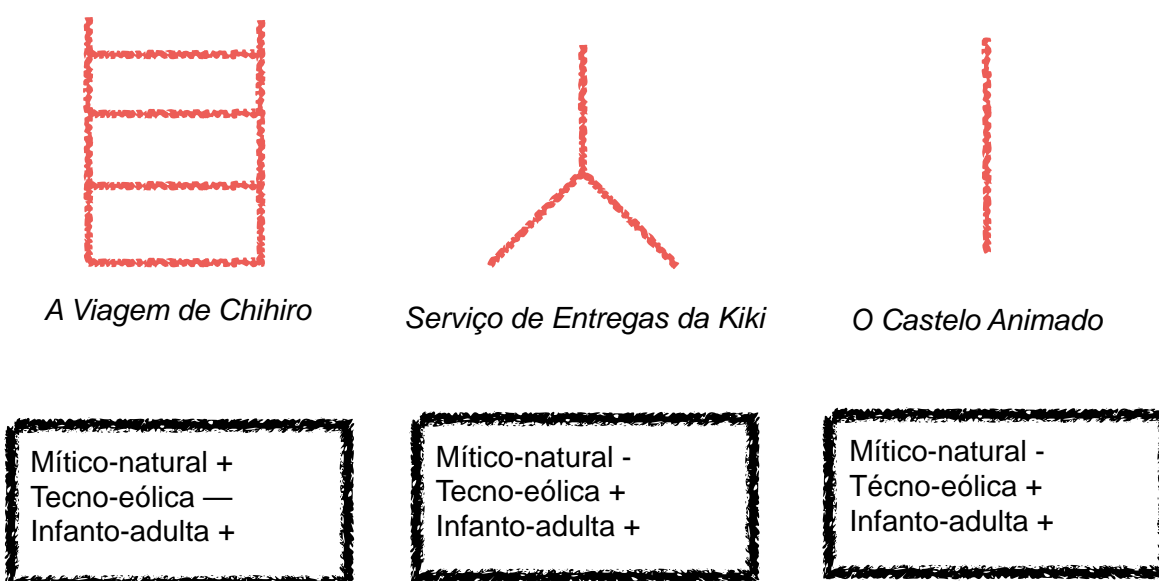 A Viagem de Chihiro
Serviço de Entregas da Kiki
O Castelo Animado
Mítico-natural +
Tecno-eólica —
Infanto-adulta +
Mítico-natural -
Tecno-eólica +
Infanto-adulta +
Mítico-natural -
Técno-eólica +
Infanto-adulta +